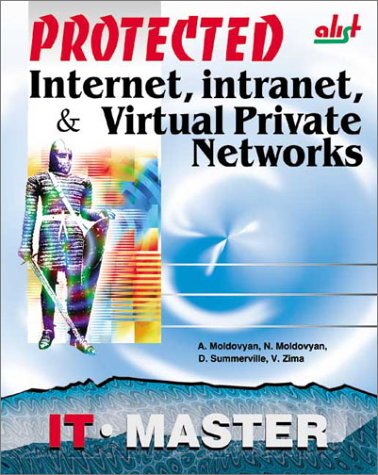 PROTECTED
alist
Internet, intranet,
& Virtual Private
Networks
A. Moldovyan, N. Moldovyan,
D. Summerville, V. Zima
IT • MASTER